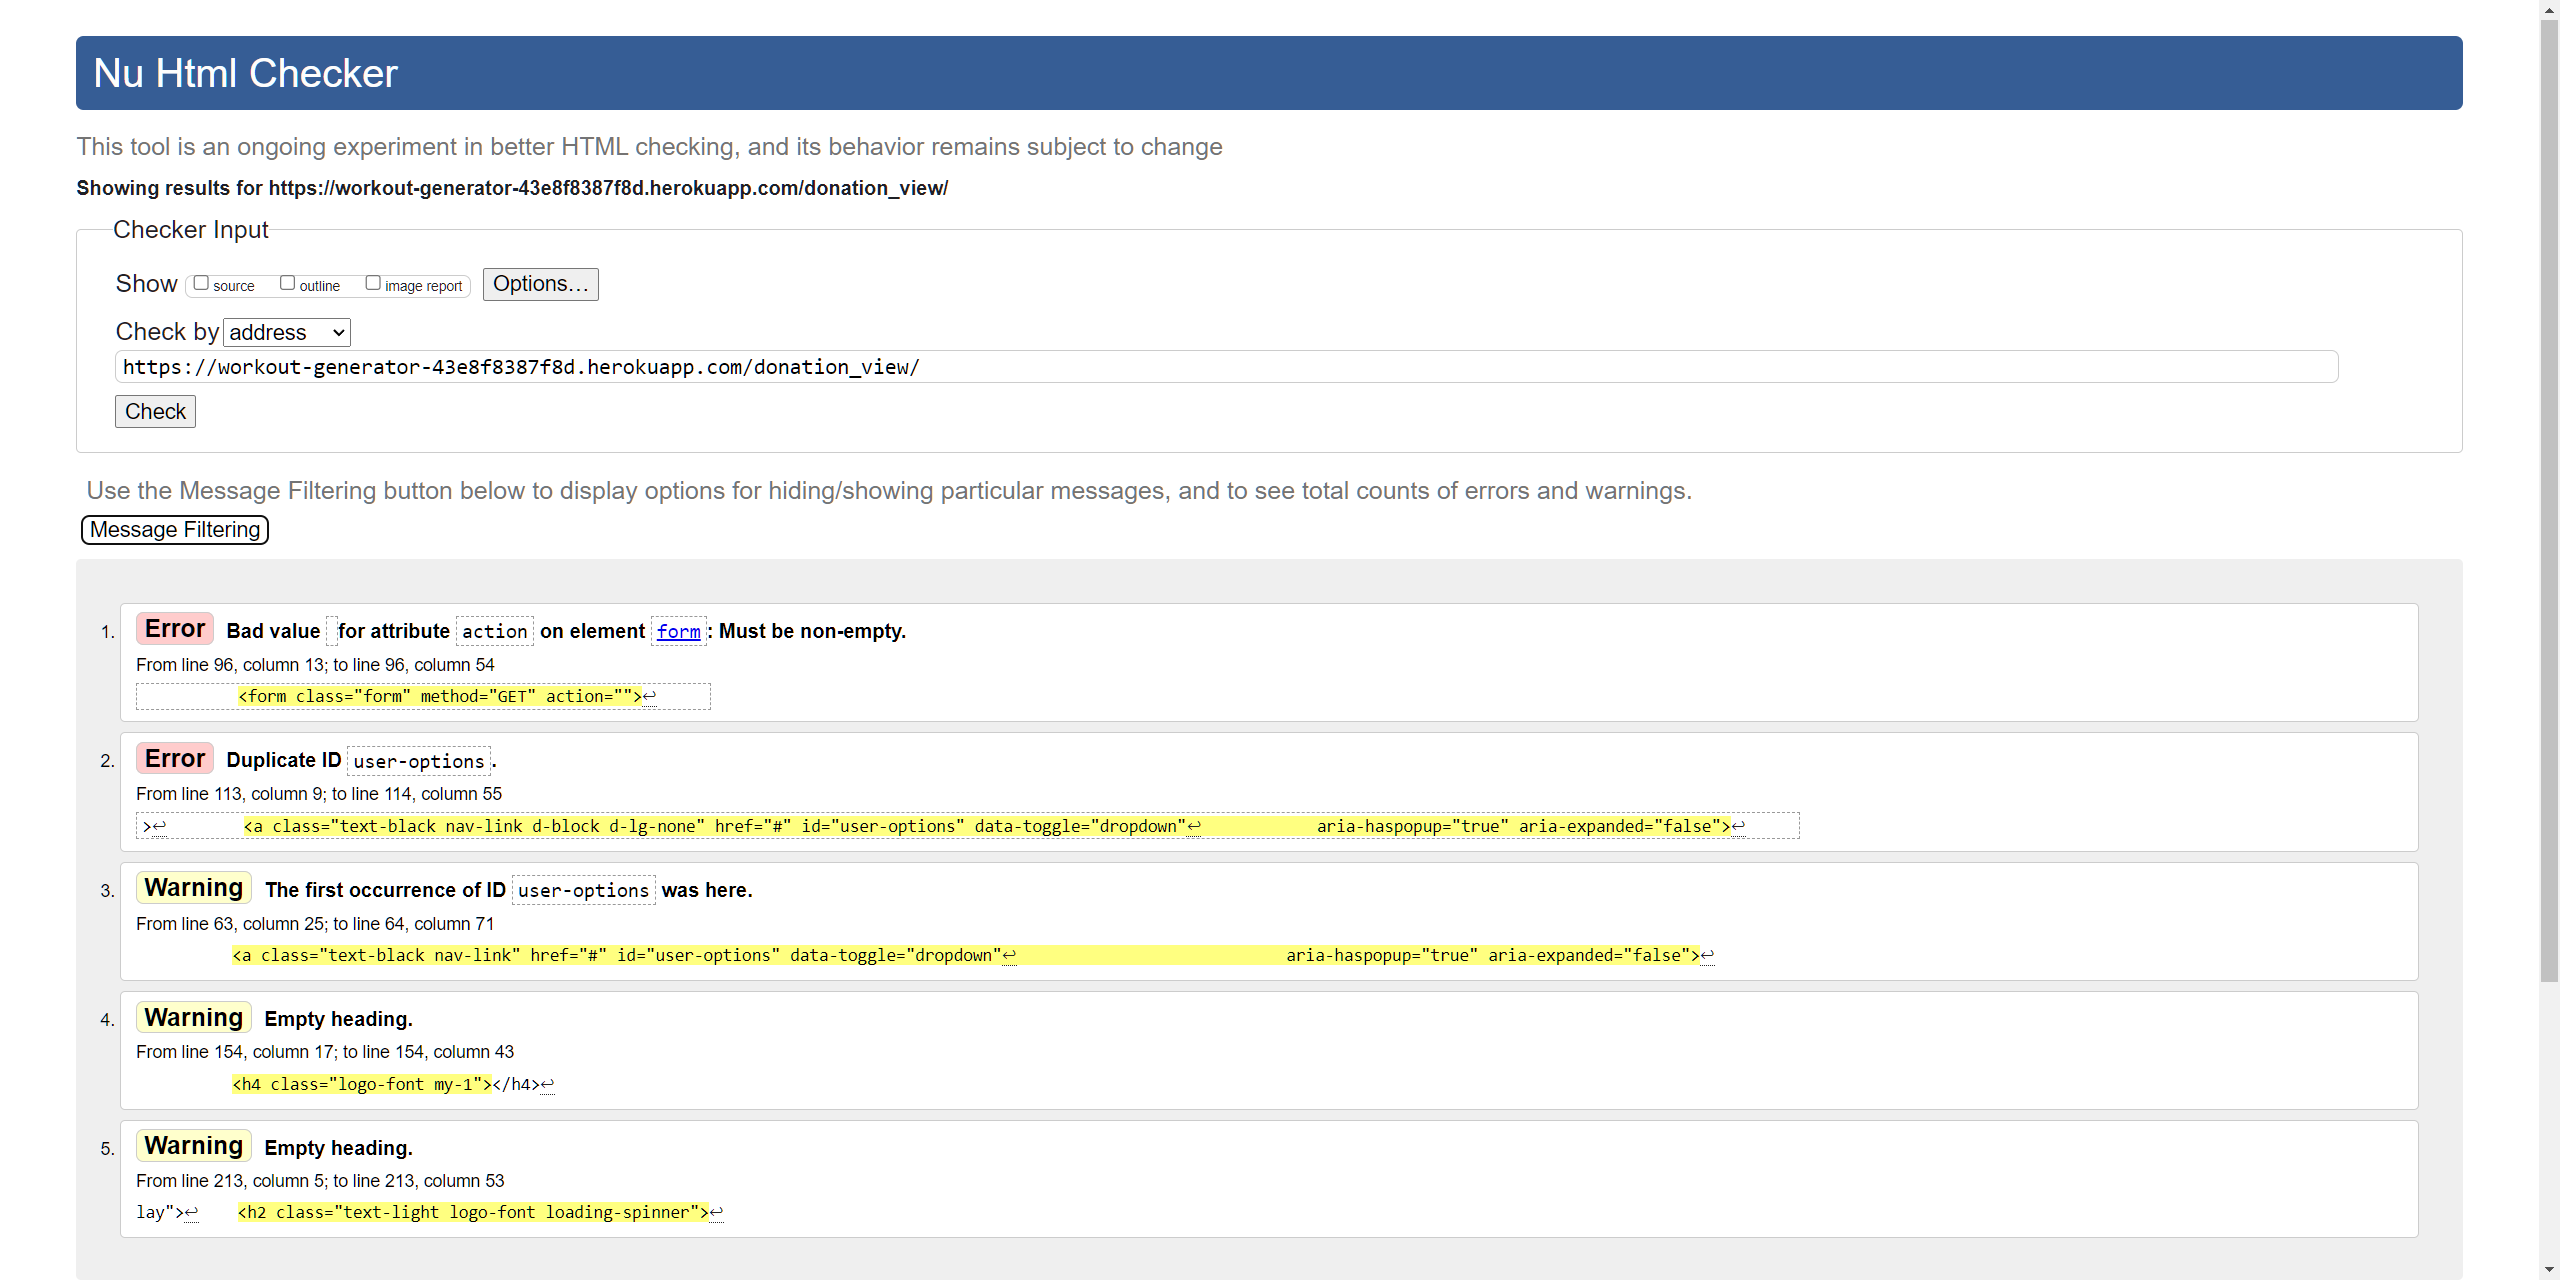 Nu Html Checker
This tool is an ongoing experiment in better HTML checking, and its behavior remains subject to change
Showing results for https://workout-generator-43e8f8387f8d.herokuapp.com/donation_view/
Checker Input
Show source outline image report Options...
Check by address
https://workout-generator-43e8f8387f8d.herokuapp.com/donation_view/
Check
Use the Message Filtering button below to display options for hiding/showing particular messages, and to see total counts of errors and warnings.
Message Filtering
1. Error Bad value for attribute action on element form: Must be non-empty.
From line 96, column 13; to line 96, column 54
<form class="form" method="GET" action="">↩
2. Error Duplicate ID user-options.
From line 113, column 9; to line 114, column 55
>↩ <a class="text-black nav-link d-block d-lg-none" href="#" id="user-options" data-toggle="dropdown"↩ aria-haspopup="true" aria-expanded="false">↩
3. Warning The first occurrence of ID user-options was here.
From line 63, column 25; to line 64, column 71
<a class="text-black nav-link" href="#" id="user-options" data-toggle="dropdown"↩ aria-haspopup="true" aria-expanded="false">↩
4. Warning Empty heading.
From line 154, column 17; to line 154, column 43
<h4 class="logo-font my-1"></h4>↩
5. Warning Empty heading.
From line 213, column 5; to line 213, column 53
lay">↩ <h2 class="text-light logo-font loading-spinner">↩